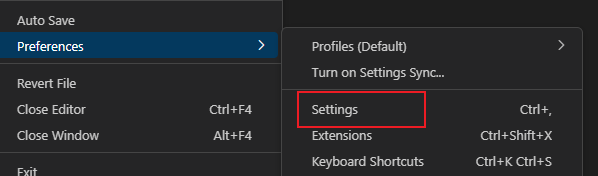 Auto Save
Preferences
Revert File
Close Editor Ctrl+F4
Close Window Alt+F4
Exit
Profiles (Default)
Turn on Settings Sync...
Settings Ctrl+,
Extensions Ctrl+Shift+X
Keyboard Shortcuts Ctrl+K Ctrl+S